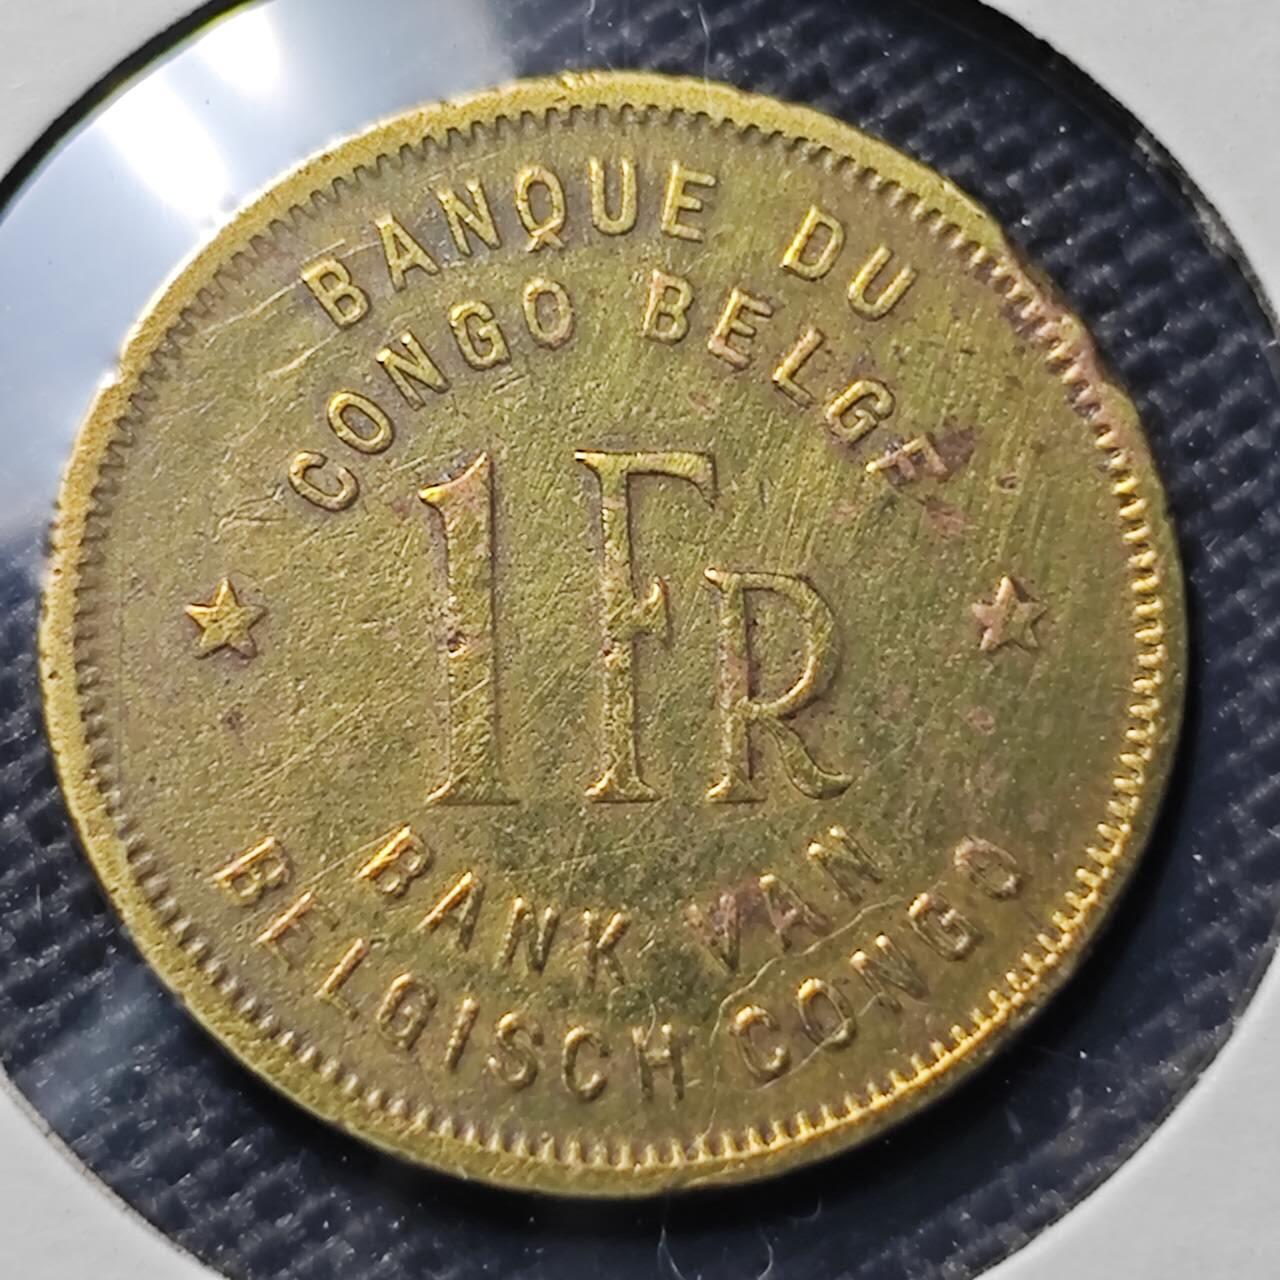 BANQUE DU
CONGO BELGE
1 FR
BANK VAN
BELGISCH CONGO